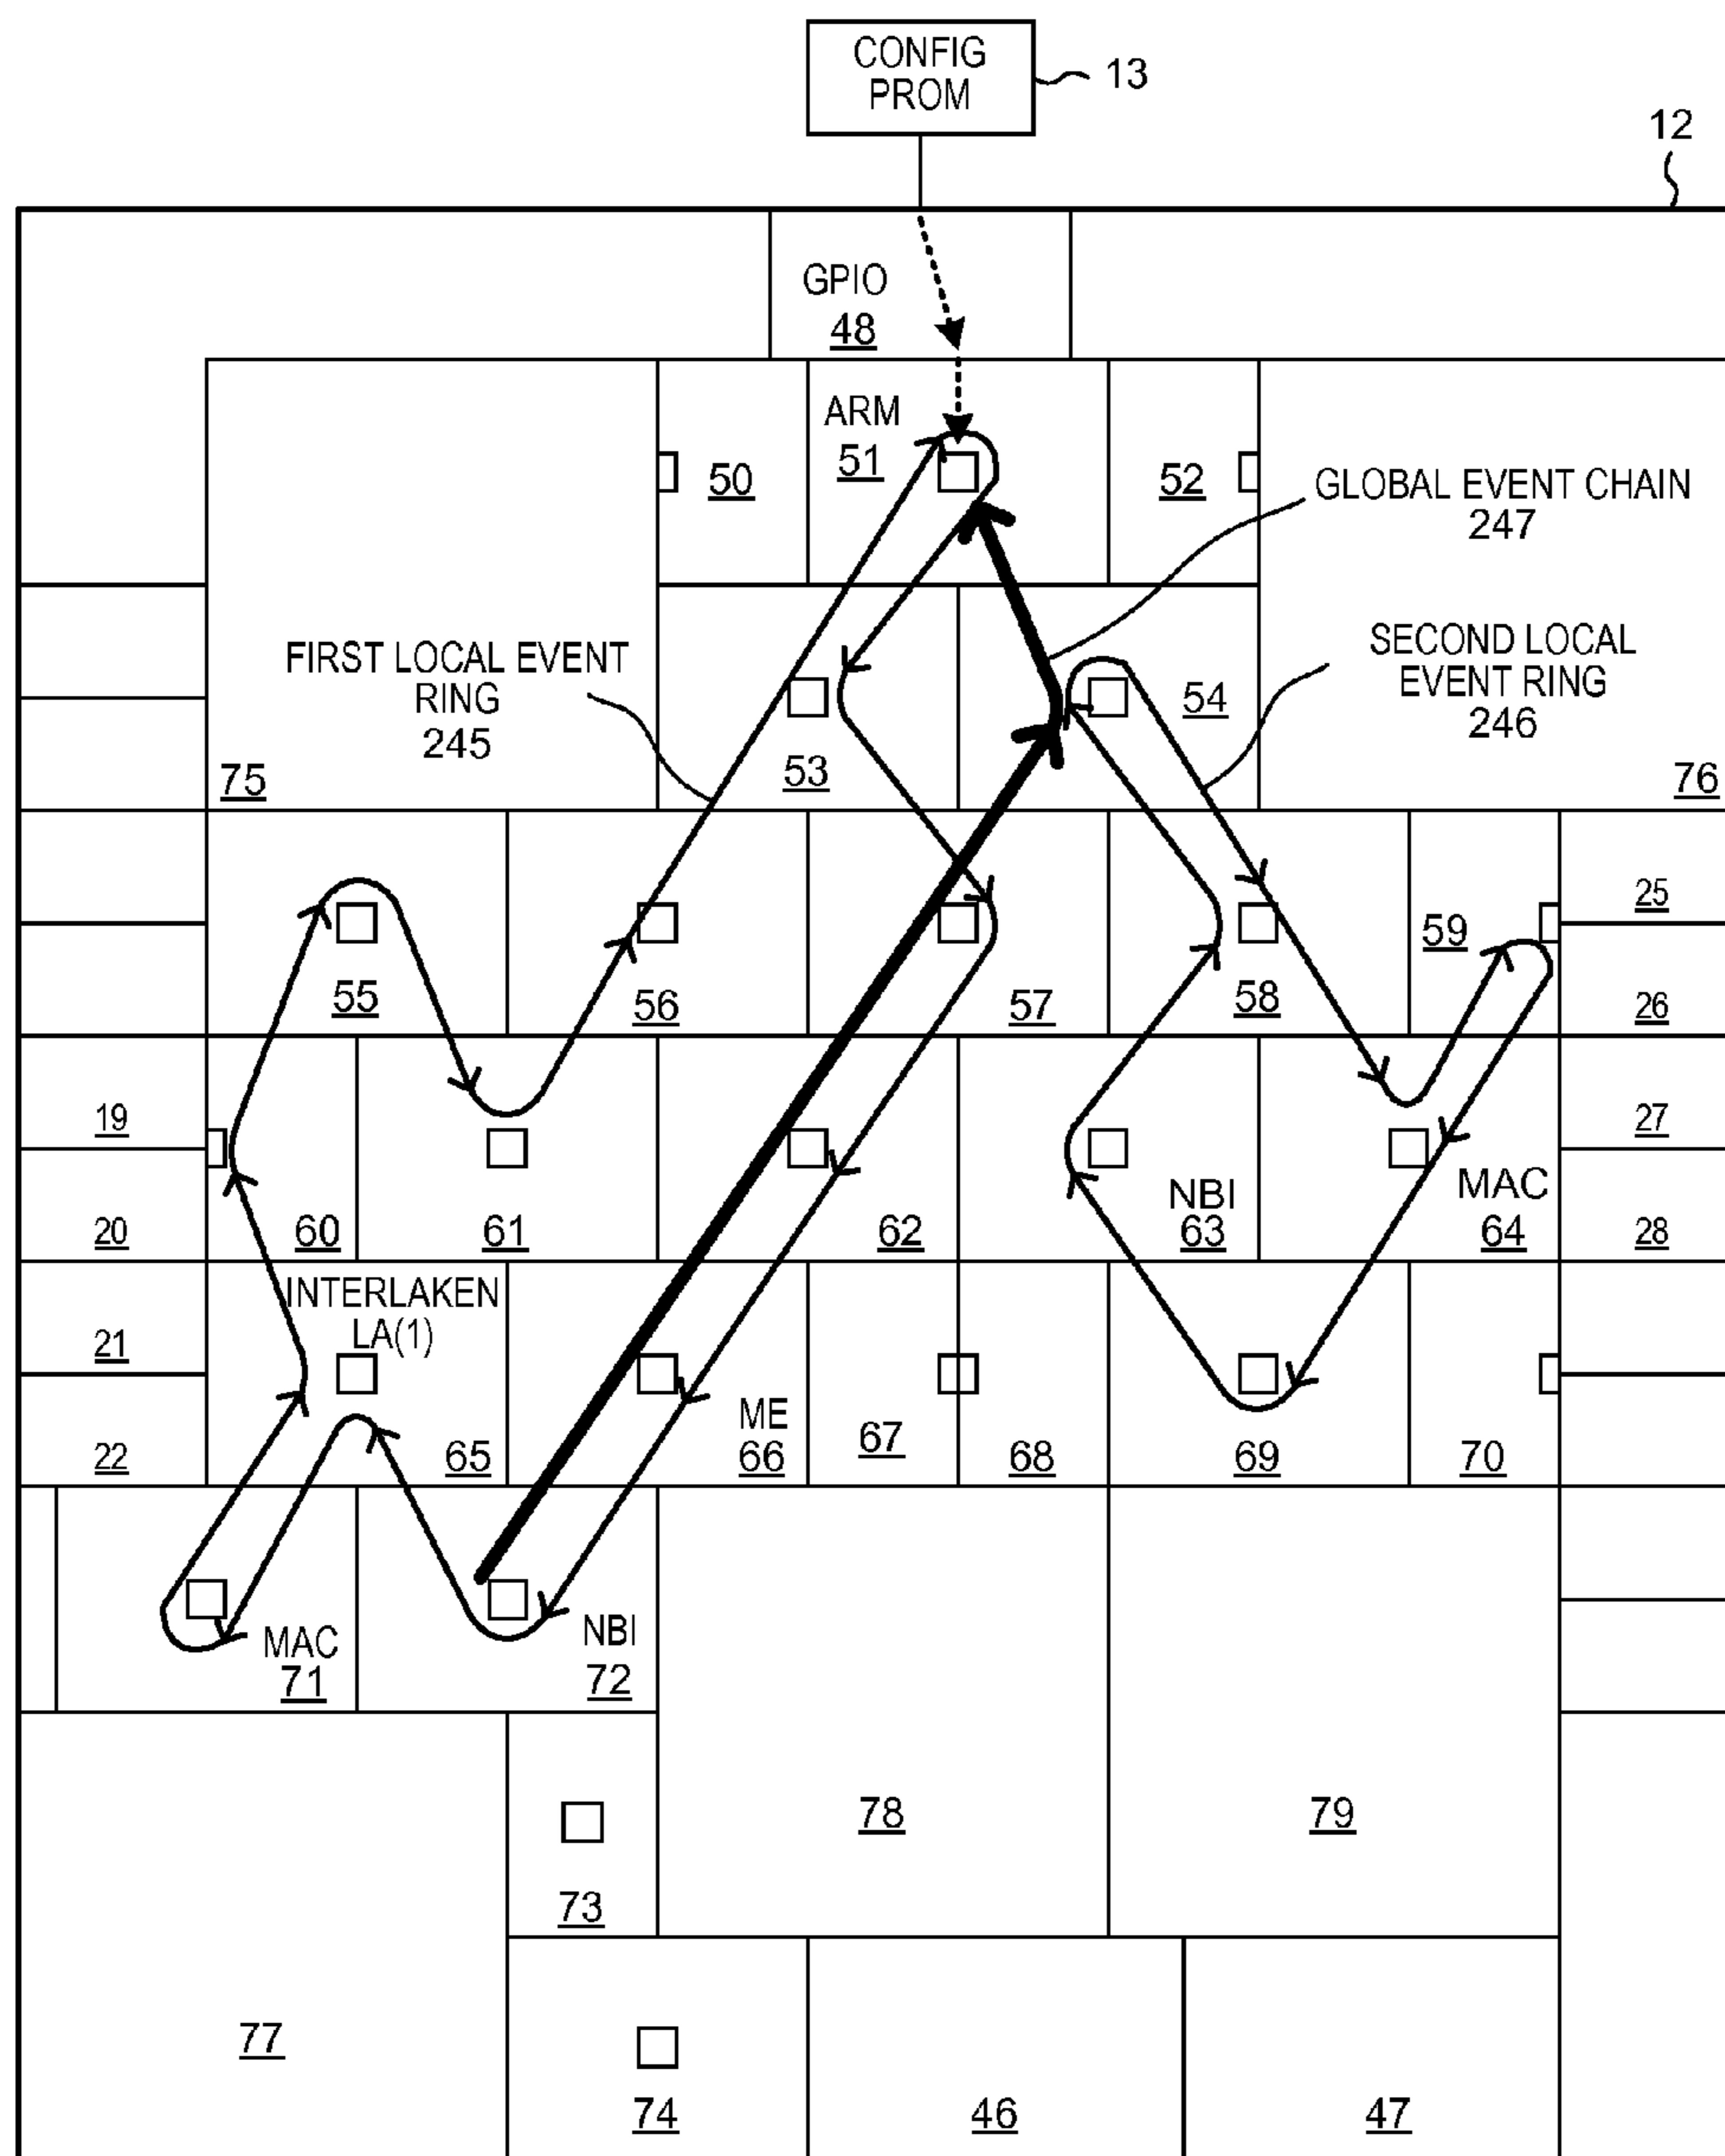 CONFIG
PROM
13
12
GPIO
48
ARM
51
50
52
GLOBAL EVENT CHAIN
247
FIRST LOCAL EVENT
RING
245
SECOND LOCAL
EVENT RING
246
54
53
75
76
25
59
55
56
57
58
26
19
27
NBI
63
MAC
64
20
60
61
62
28
INTERLAKEN
LA(1)
21
ME
66
67
22
65
68
69
70
MAC
71
NBI
72
78
79
73
77
74
46
47